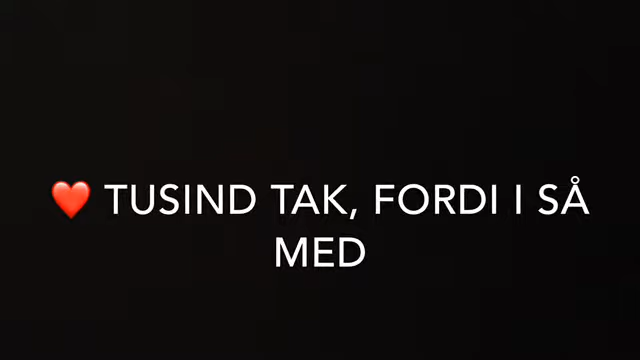 ❤️ TUSIND TAK, FORDI I SÅ
MED